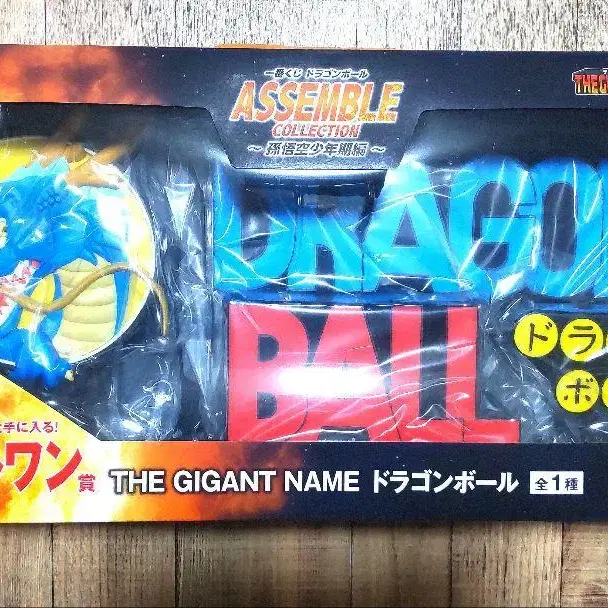 一番くじ ドラゴンボール
ASSEMBLE
COLLECTION
～ 孫悟空少年期編 ～
DRAGON
BALL
ドラ
ボ
手に入る!
ワン賞
THE GIGANT NAME ドラゴンボール 全1種